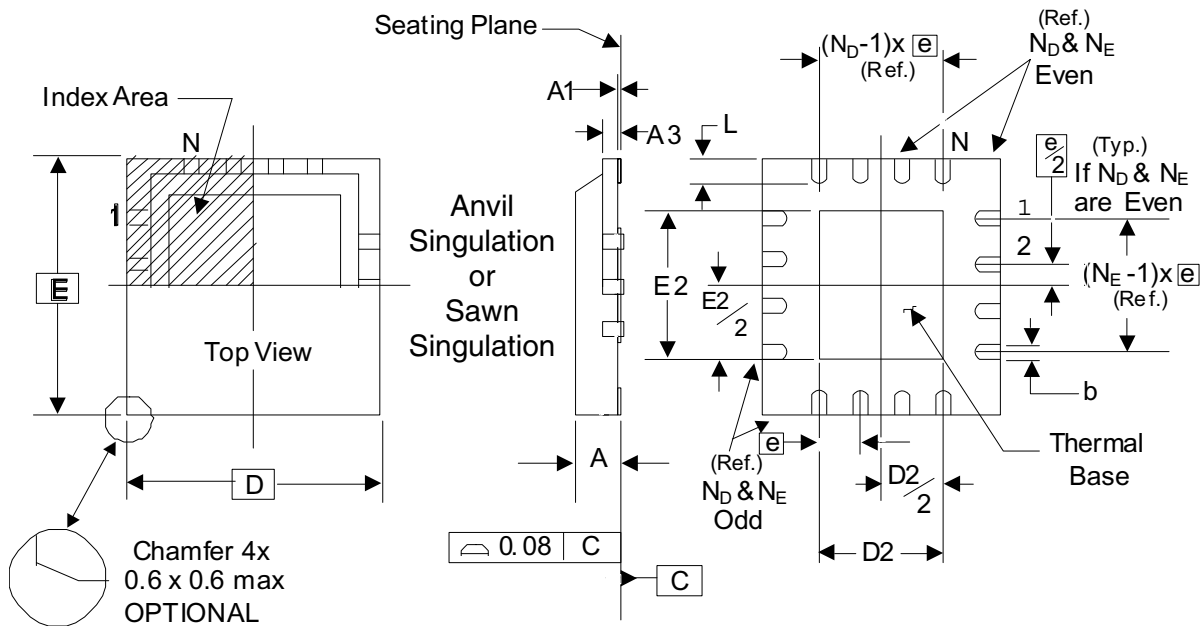 Seating Plane
Index Area
N
1
E
Top View
D
Chamfer 4x
0.6 x 0.6 max
OPTIONAL
Anvil
Singulation
or
Sawn
Singulation
A1
A3
A
0.08 C
C
L
(N_D-1)x e
(Ref.)
(Ref.)
N_D & N_E
Even
N
e/2
(Typ.)
If N_D & N_E
are Even
1
2
(N_E-1)x e
(Ref.)
E2
E2/2
b
e
(Ref.)
N_D & N_E
Odd
D2/2
D2
Thermal
Base